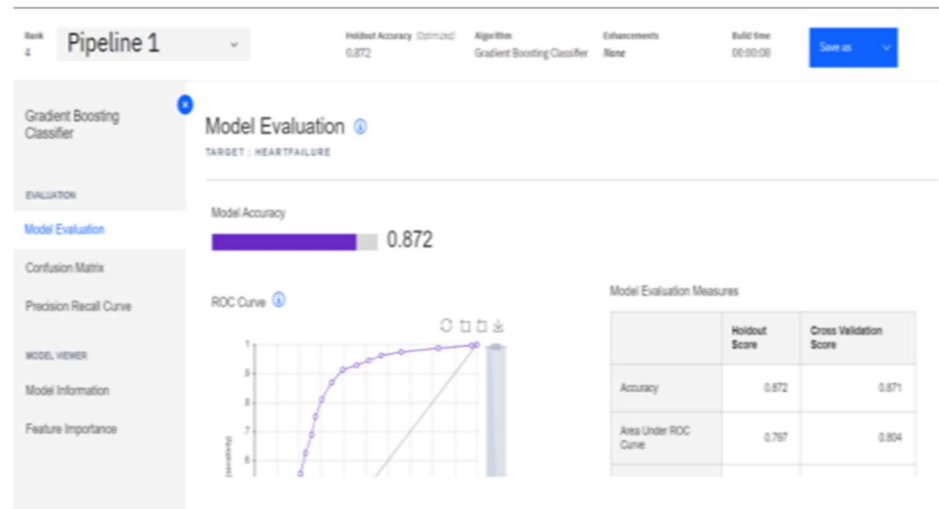 Rank
4
Pipeline 1
Holdout Accuracy (Optimized)
0.872
Algorithm
Gradient Boosting Classifier
Enhancements
None
Build time
00:00:08
Save as
Gradient Boosting
Classifier
EVALUATION
Model Evaluation
Confusion Matrix
Precision Recall Curve
MODEL VIEWER
Model Information
Feature Importance
Model Evaluation
TARGET : HEARTFAILURE
Model Accuracy
0.872
ROC Curve
1
.9
.8
.7
.6
(sensitivity)
Model Evaluation Measures
Holdout
Score
Cross Validation
Score
Accuracy
0.872
0.871
Area Under ROC
Curve
0.797
0.804